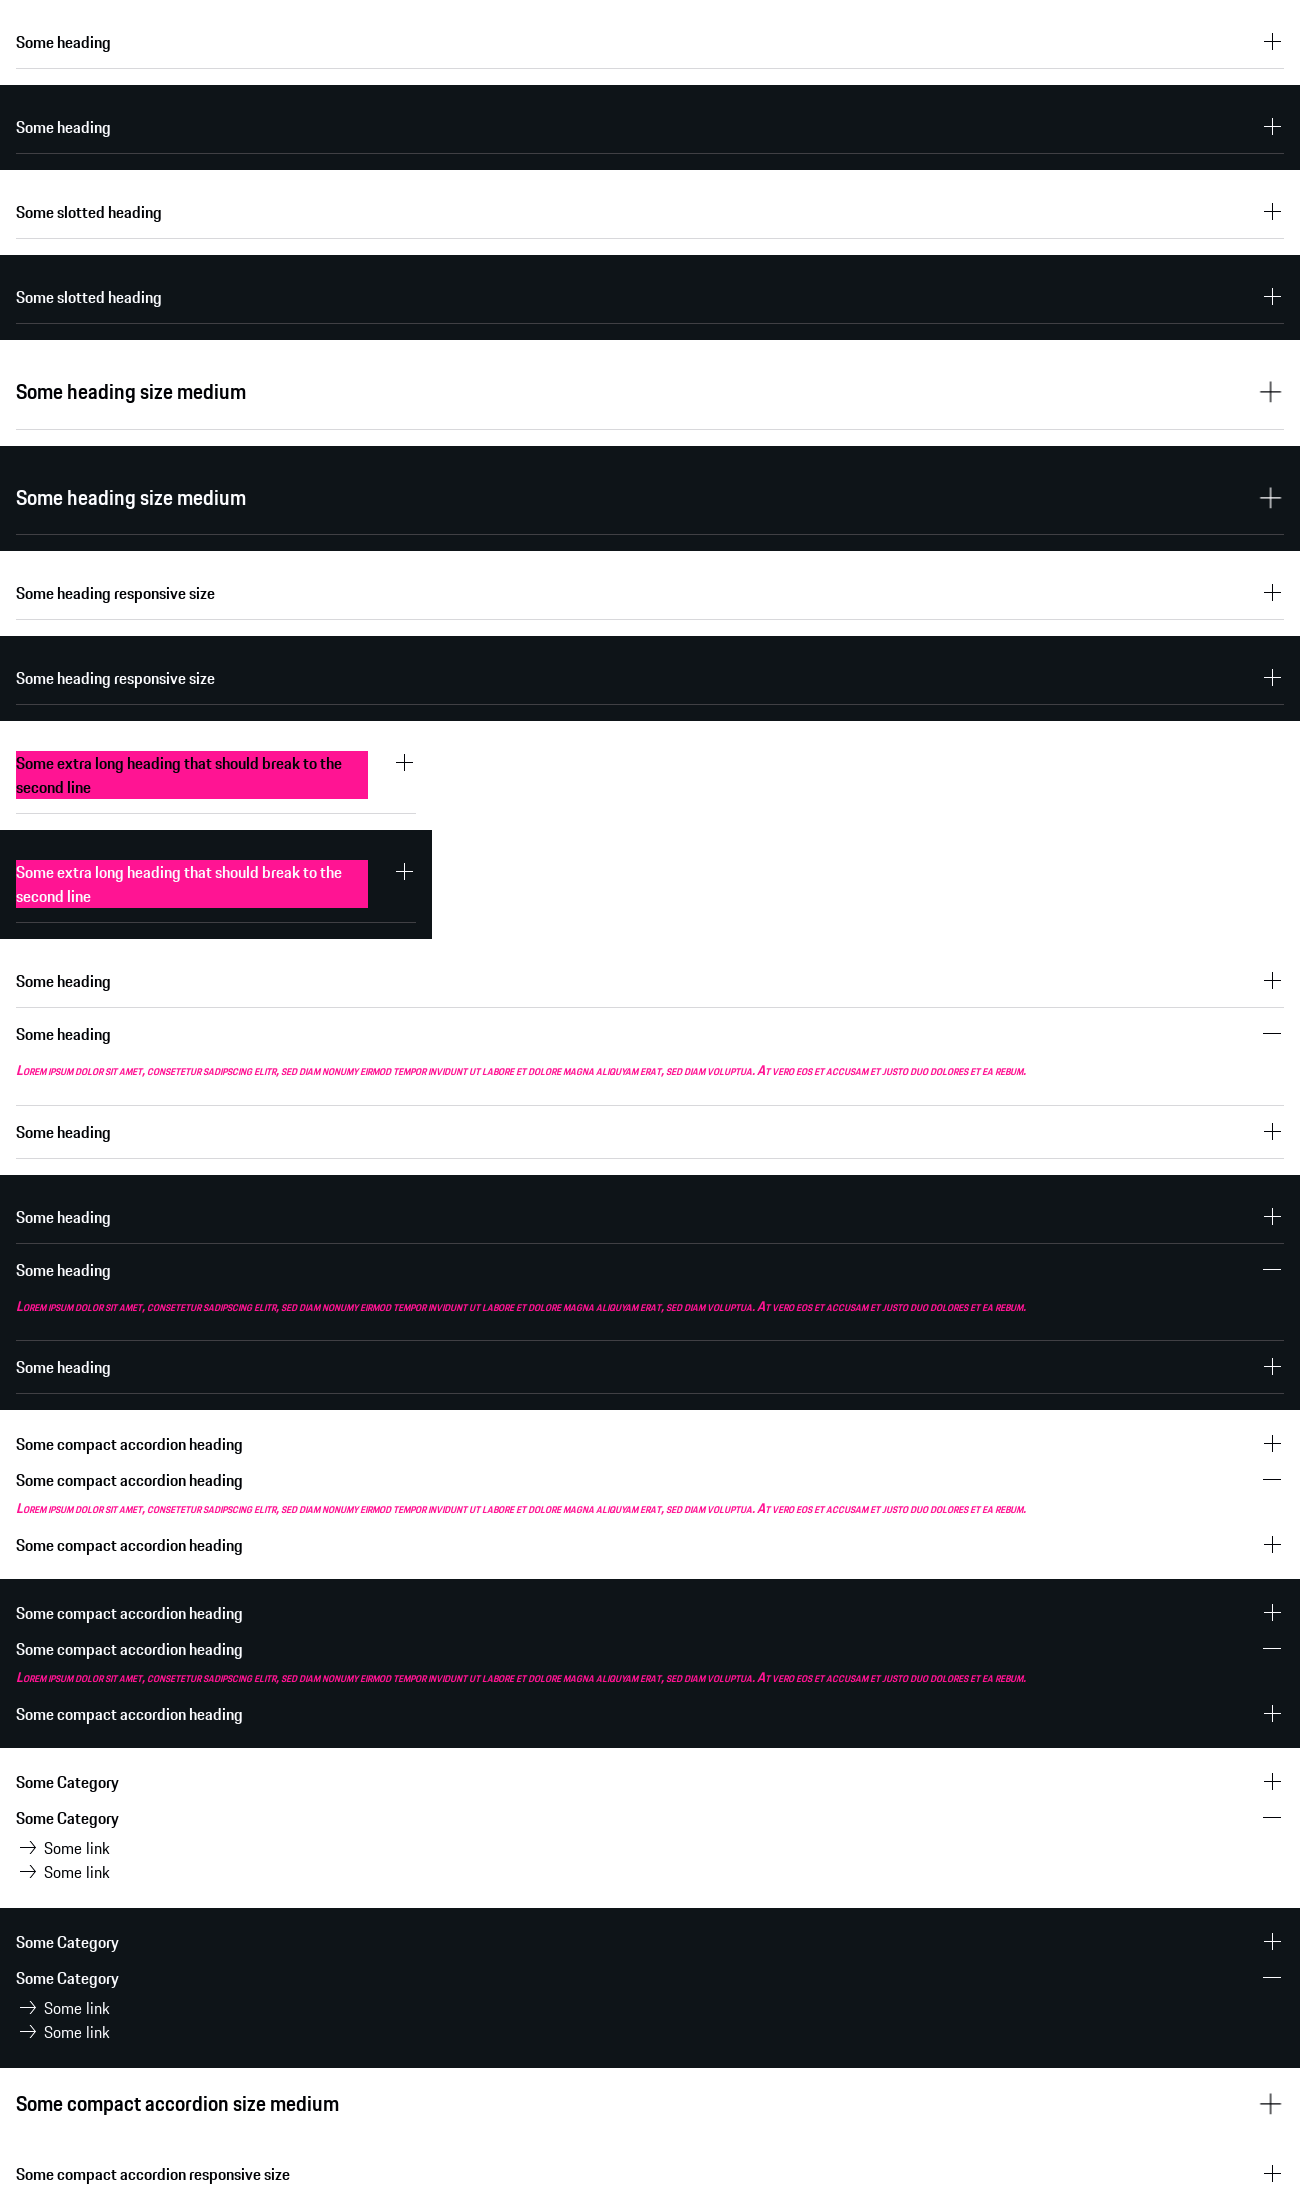 Some heading
Some heading
Some slotted heading
Some slotted heading
Some heading size medium
Some heading size medium
Some heading responsive size
Some heading responsive size
Some extra long heading that should break to the
second line
Some extra long heading that should break to the
second line
Some heading
Some heading
Lorem ipsum dolor sit amet, consetetur sadipscing elitr, sed diam nonumy eirmod tempor invidunt ut labore et dolore magna aliquyam erat, sed diam voluptua. At vero eos et accusam et justo duo dolores et ea rebum.
Some heading
Some heading
Some heading
Lorem ipsum dolor sit amet, consetetur sadipscing elitr, sed diam nonumy eirmod tempor invidunt ut labore et dolore magna aliquyam erat, sed diam voluptua. At vero eos et accusam et justo duo dolores et ea rebum.
Some heading
Some compact accordion heading
Some compact accordion heading
Lorem ipsum dolor sit amet, consetetur sadipscing elitr, sed diam nonumy eirmod tempor invidunt ut labore et dolore magna aliquyam erat, sed diam voluptua. At vero eos et accusam et justo duo dolores et ea rebum.
Some compact accordion heading
Some compact accordion heading
Some compact accordion heading
Lorem ipsum dolor sit amet, consetetur sadipscing elitr, sed diam nonumy eirmod tempor invidunt ut labore et dolore magna aliquyam erat, sed diam voluptua. At vero eos et accusam et justo duo dolores et ea rebum.
Some compact accordion heading
Some Category
Some Category
Some link
Some link
Some Category
Some Category
Some link
Some link
Some compact accordion size medium
Some compact accordion responsive size